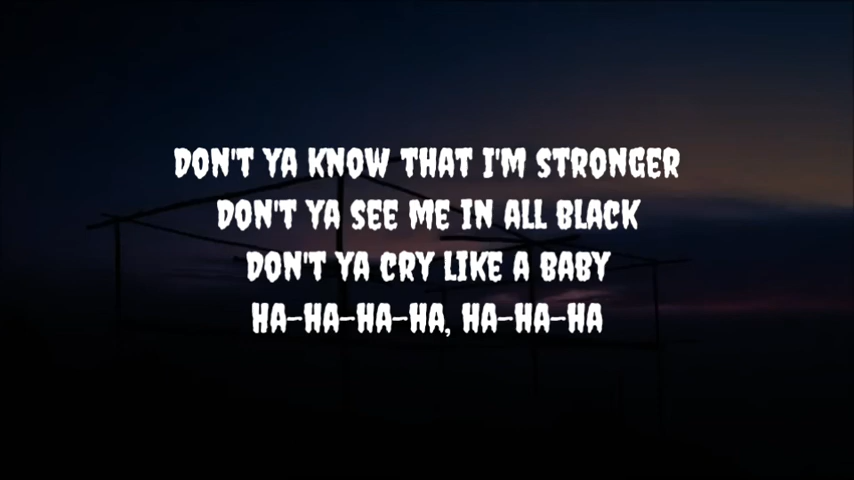 DON'T YA KNOW THAT I'M STRONGER
DON'T YA SEE ME IN ALL BLACK
DON'T YA CRY LIKE A BABY
HA-HA-HA-HA, HA-HA-HA